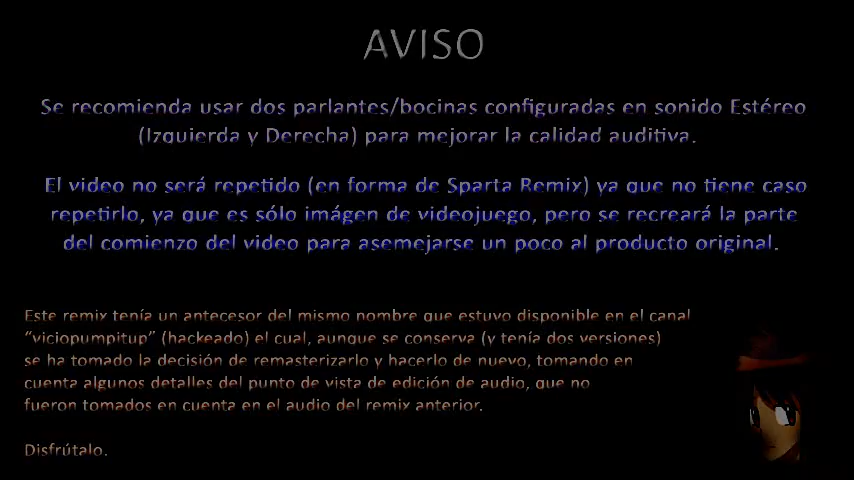 AVISO
Se recomienda usar dos parlantes/bocinas configuradas en sonido Estéreo
(Izquierda y Derecha) para mejorar la calidad auditiva.
El video no será repetido (en forma de Sparta Remix) ya que no tiene caso
repetirlo, ya que es sólo imágen de videojuego, pero se recreará la parte
del comienzo del video para asemejarse un poco al producto original.
Este remix tenía un antecesor del mismo nombre que estuvo disponible en el canal
“viciopumpitup” (hackeado) el cual, aunque se conserva (y tenía dos versiones)
se ha tomado la decisión de remasterizarlo y hacerlo de nuevo, tomando en
cuenta algunos detalles del punto de vista de edición de audio, que no
fueron tomados en cuenta en el audio del remix anterior.
Disfrútalo.